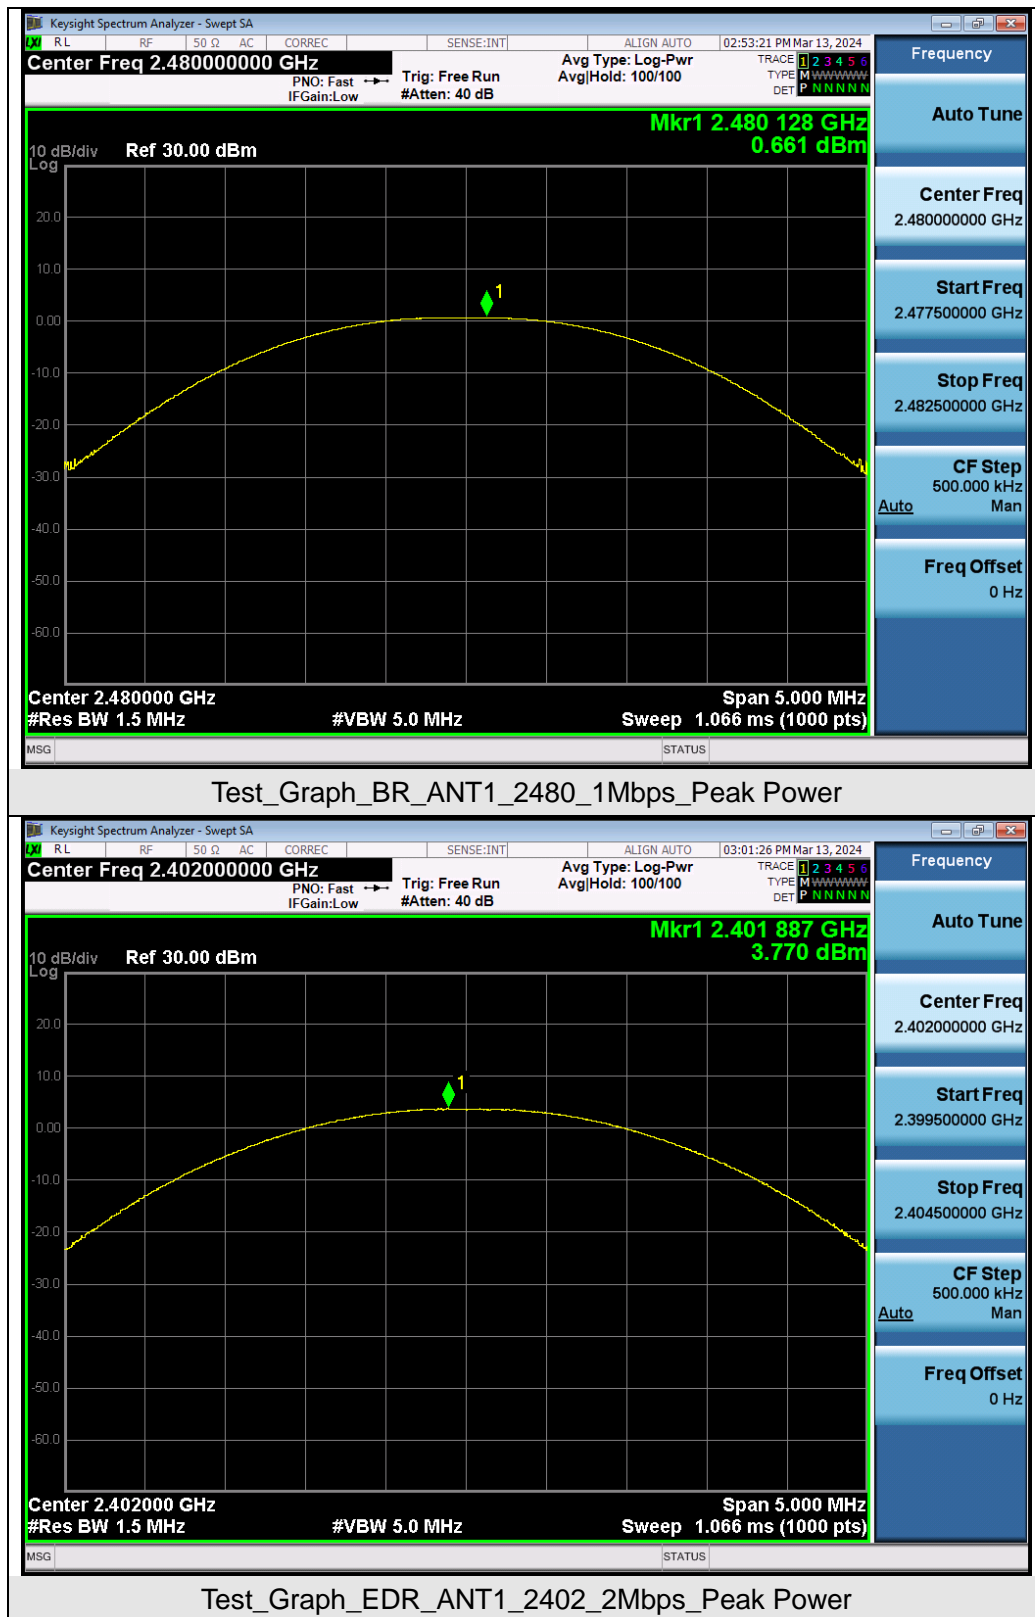 Keysight Spectrum Analyzer - Swept SA
LXI RL RF 50 Ω AC CORREC SENSE:INT ALIGN AUTO 02:53:21 PM Mar 13, 2024
Center Freq 2.480000000 GHz
PNO: Fast
IFGain:Low
Trig: Free Run
#Atten: 40 dB
Avg Type: Log-Pwr
Avg|Hold: 100/100
TRACE 1 2 3 4 5 6
TYPE M WWWWW
DET P N N N N N
Mkr1 2.480 128 GHz
0.661 dBm
10 dB/div Ref 30.00 dBm
Log
20.0
10.0
1
0.00
-10.0
-20.0
-30.0
-40.0
-50.0
-60.0
Center 2.480000 GHz Span 5.000 MHz
#Res BW 1.5 MHz #VBW 5.0 MHz Sweep 1.066 ms (1000 pts)
MSG STATUS
Frequency
Auto Tune
Center Freq
2.480000000 GHz
Start Freq
2.477500000 GHz
Stop Freq
2.482500000 GHz
CF Step
500.000 kHz
Auto Man
Freq Offset
0 Hz
Test_Graph_BR_ANT1_2480_1Mbps_Peak Power
Keysight Spectrum Analyzer - Swept SA
LXI RL RF 50 Ω AC CORREC SENSE:INT ALIGN AUTO 03:01:26 PM Mar 13, 2024
Center Freq 2.402000000 GHz
PNO: Fast
IFGain:Low
Trig: Free Run
#Atten: 40 dB
Avg Type: Log-Pwr
Avg|Hold: 100/100
TRACE 1 2 3 4 5 6
TYPE M WWWWW
DET P N N N N N
Mkr1 2.401 887 GHz
3.770 dBm
10 dB/div Ref 30.00 dBm
Log
20.0
10.0
1
0.00
-10.0
-20.0
-30.0
-40.0
-50.0
-60.0
Center 2.402000 GHz Span 5.000 MHz
#Res BW 1.5 MHz #VBW 5.0 MHz Sweep 1.066 ms (1000 pts)
MSG STATUS
Frequency
Auto Tune
Center Freq
2.402000000 GHz
Start Freq
2.399500000 GHz
Stop Freq
2.404500000 GHz
CF Step
500.000 kHz
Auto Man
Freq Offset
0 Hz
Test_Graph_EDR_ANT1_2402_2Mbps_Peak Power